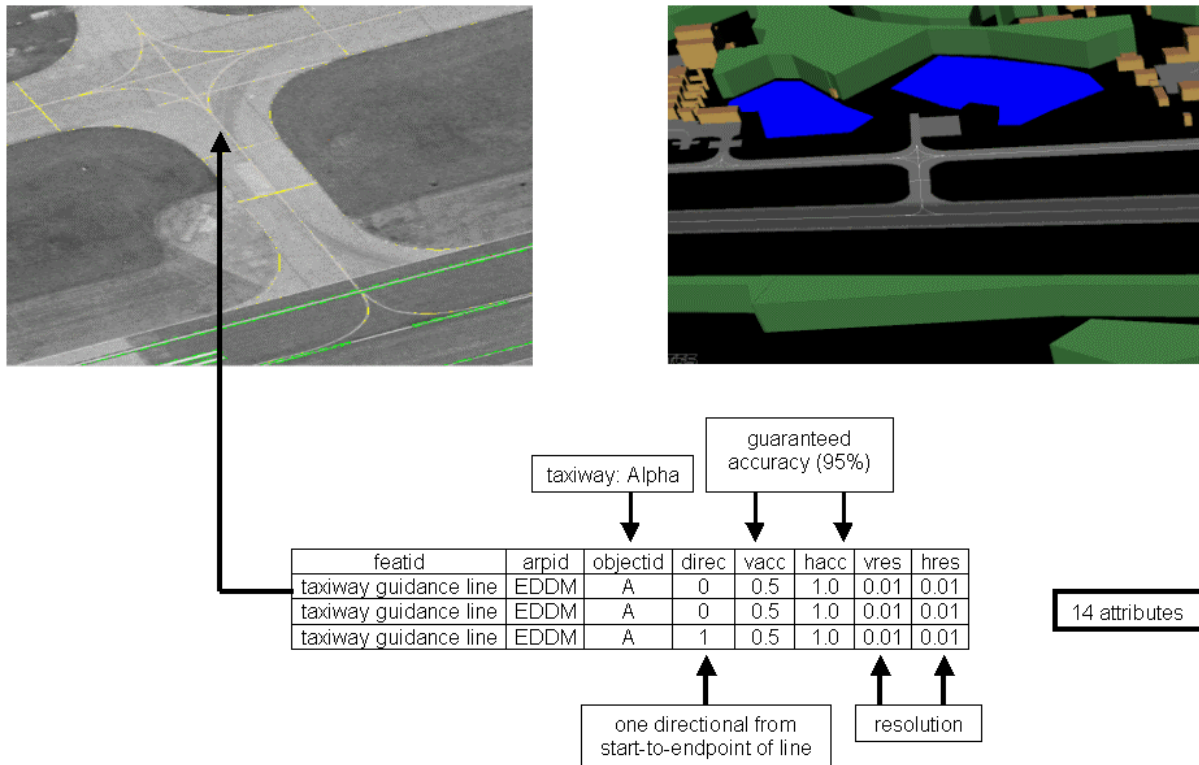 guaranteed
accuracy (95%)
taxiway: Alpha
featid arpid objectid direc vacc hacc vres hres
taxiway guidance line EDDM A 0 0.5 1.0 0.01 0.01
taxiway guidance line EDDM A 0 0.5 1.0 0.01 0.01
taxiway guidance line EDDM A 1 0.5 1.0 0.01 0.01
14 attributes
one directional from
start-to-endpoint of line
resolution